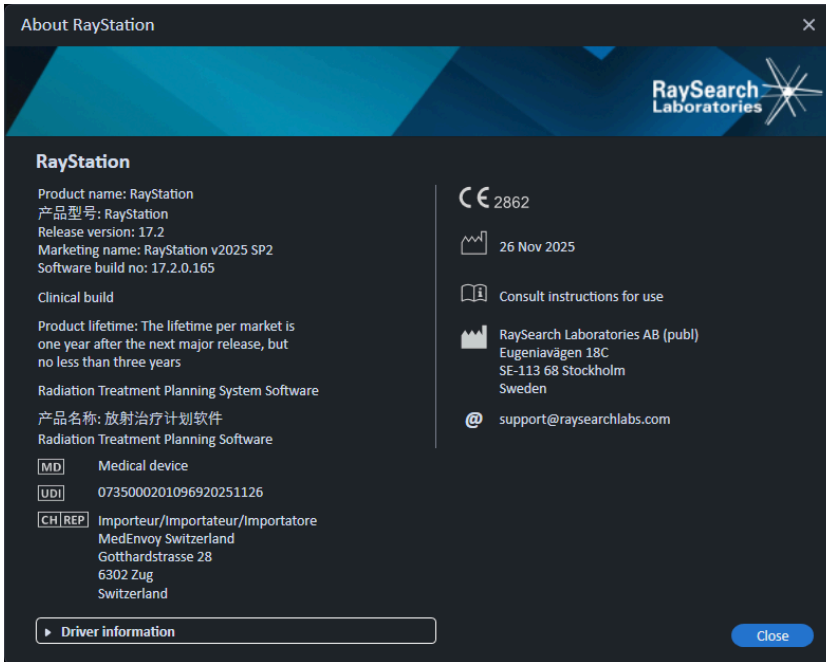 About RayStation
RaySearch
Laboratories
RayStation
Product name: RayStation
产品型号: RayStation
Release version: 17.2
Marketing name: RayStation v2025 SP2
Software build no: 17.2.0.165
Clinical build
Product lifetime: The lifetime per market is
one year after the next major release, but
no less than three years
Radiation Treatment Planning System Software
产品名称: 放射治疗计划软件
Radiation Treatment Planning Software
MD Medical device
UDI 0735000201096920251126
CH REP Importeur/Importateur/Importatore
MedEnvoy Switzerland
Gotthardstrasse 28
6302 Zug
Switzerland
Driver information
CE 2862
26 Nov 2025
Consult instructions for use
RaySearch Laboratories AB (publ)
Eugeniavägen 18C
SE-113 68 Stockholm
Sweden
@ support@raysearchlabs.com
Close